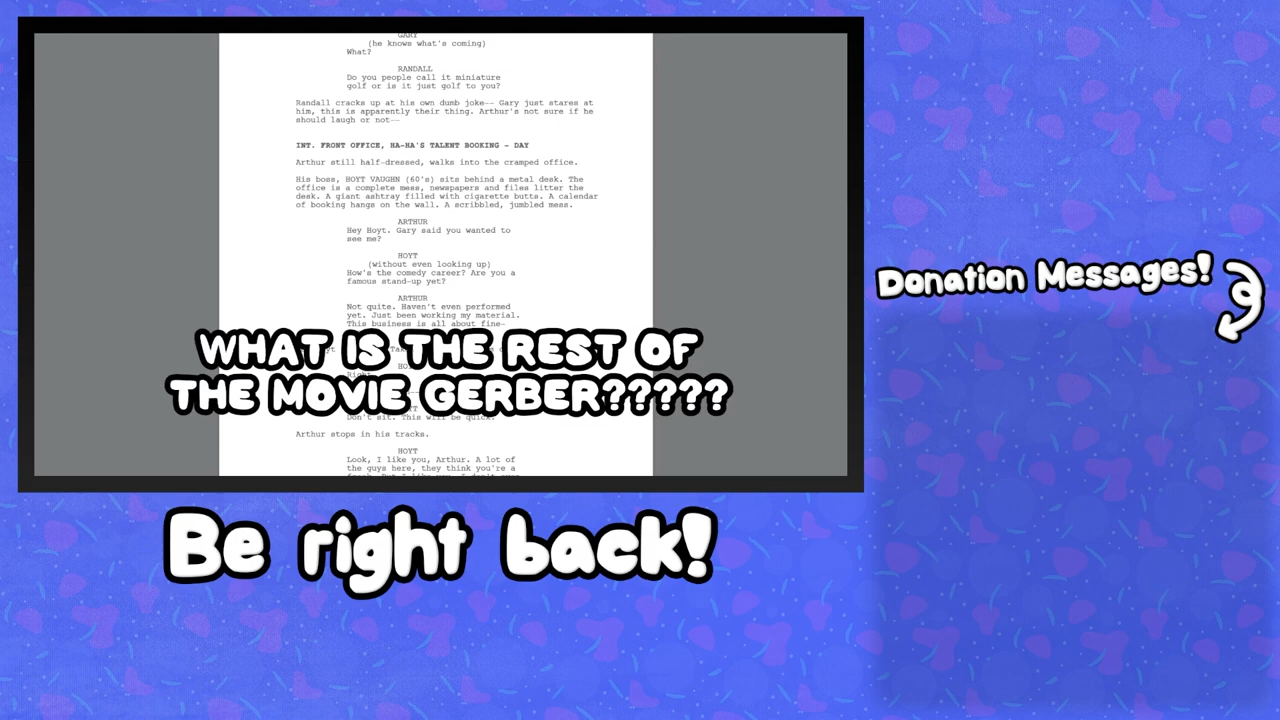 GARY
(he knows what's coming)
What?
RANDALL
Do you people call it miniature
golf or is it just golf to you?
Randall cracks up at his own dumb joke-- Gary just stares at
him, this is apparently their thing. Arthur's not sure if he
should laugh or not--
INT. FRONT OFFICE, HA-HA'S TALENT BOOKING - DAY
Arthur still half-dressed, walks into the cramped office.
His boss, HOYT VAUGHN (60's) sits behind a metal desk. The
office is a complete mess, newspapers and files litter the
desk. A giant ashtray filled with cigarette butts. A calendar
of booking hangs on the wall. A scribbled, jumbled mess.
ARTHUR
Hey Hoyt. Gary said you wanted to
see me?
HOYT
(without even looking up)
How's the comedy career? Are you a
famous stand-up yet?
ARTHUR
Not quite. Haven't even performed
yet. Just been working my material.
This business is all about fine-
WHAT IS THE REST OF
THE MOVIE GERBER?????
Don't sit. This will be quick.
Arthur stops in his tracks.
HOYT
Look, I like you, Arthur. A lot of
the guys here, they think you're a
Be right back!
Donation Messages!